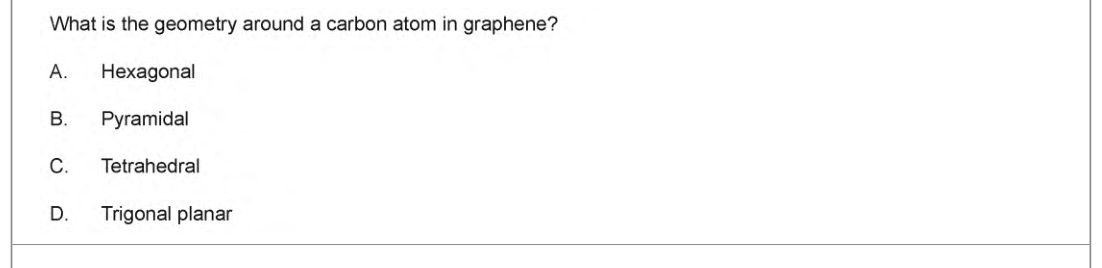 What is the geometry around a carbon atom in graphene?
A. Hexagonal
B. Pyramidal
C. Tetrahedral
D. Trigonal planar